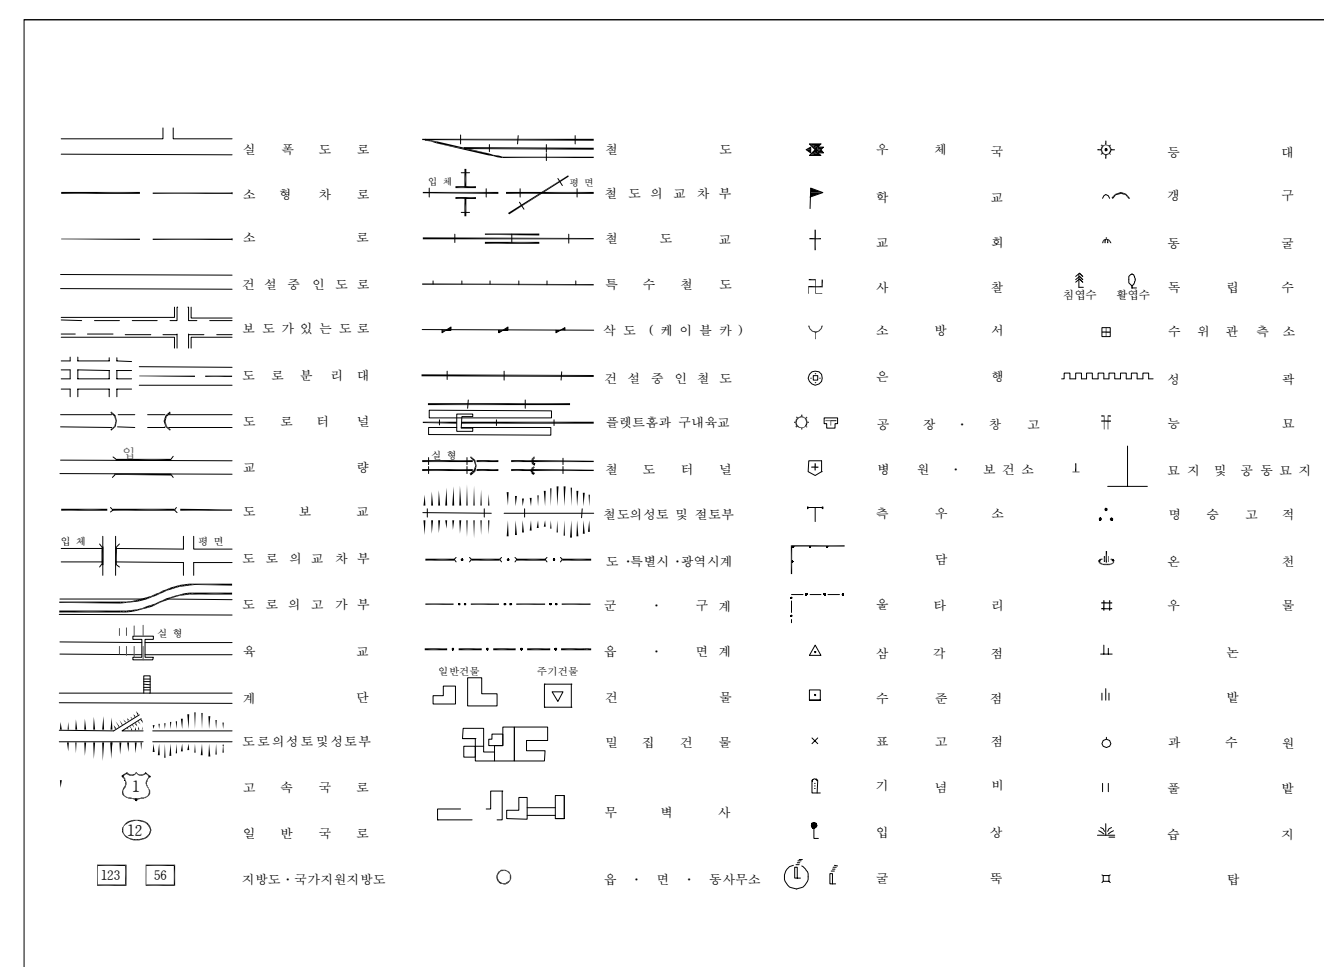 실 폭 도 로
소 형 차 로
소 로
건 설 중 인 도 로
보 도 가 있 는 도 로
도 로 분 리 대
도 로 터 널
입
교 량
도 보 교
입 체 평 면
도 로 의 교 차 부
도 로 의 고 가 부
실 형
육 교
계 단
도로의성토및성토부
1
고 속 국 로
12
일 반 국 로
123 56
지방도 · 국가지원지방도
철 도
입 체 평 면
철 도 의 교 차 부
철 도 교
특 수 철 도
삭 도 ( 케 이 블 카 )
건 설 중 인 철 도
플렛트홈과 구내육교
실 형
철 도 터 널
철도의성토 및 절토부
도 · 특별시 · 광역시계
군 · 구 계
읍 · 면 계
일반건물 주기건물
건 물
밀 집 건 물
무 벽 사
읍 · 면 · 동사무소
우 체 국
학 교
교 회
사 찰
소 방 서
은 행
공 장 · 창 고
병 원 · 보 건 소
측 우 소
담
울 타 리
삼 각 점
수 준 점
표 고 점
기 념 비
입 상
굴 뚝
등 대
갱 구
동 굴
침엽수 활엽수
독 립 수
수 위 관 측 소
성 곽
능 묘
묘 지 및 공 동 묘 지
명 승 고 적
온 천
우 물
논
밭
과 수 원
풀 밭
습 지
탑